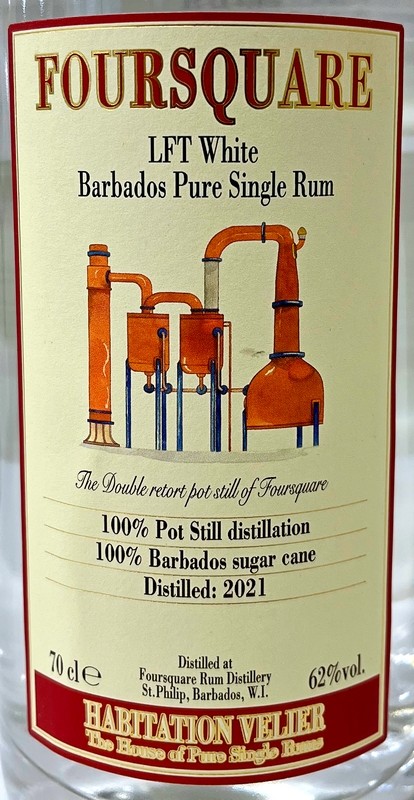 FOURSQUARE
LFT White
Barbados Pure Single Rum
The Double retort pot still of Foursquare
100% Pot Still distillation
100% Barbados sugar cane
Distilled: 2021
70 cl ℮
Distilled at
Foursquare Rum Distillery
St.Philip, Barbados, W.I.
62%vol.
HABITATION VELIER
The House of Pure Single Rums